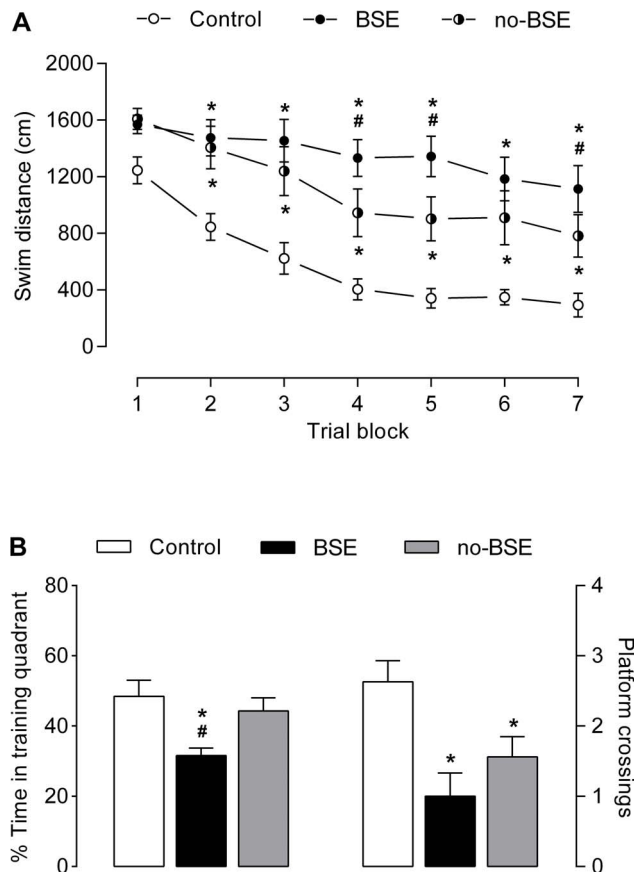 A
Control BSE no-BSE
2000
1600
1200
800
400
0
Swim distance (cm)
* * * * * *
# # #
* * * * * *
1 2 3 4 5 6 7
Trial block
B
Control BSE no-BSE
80
60
40
20
0
% Time in training quadrant
*
#
* *
4
3
2
1
0
Platform crossings